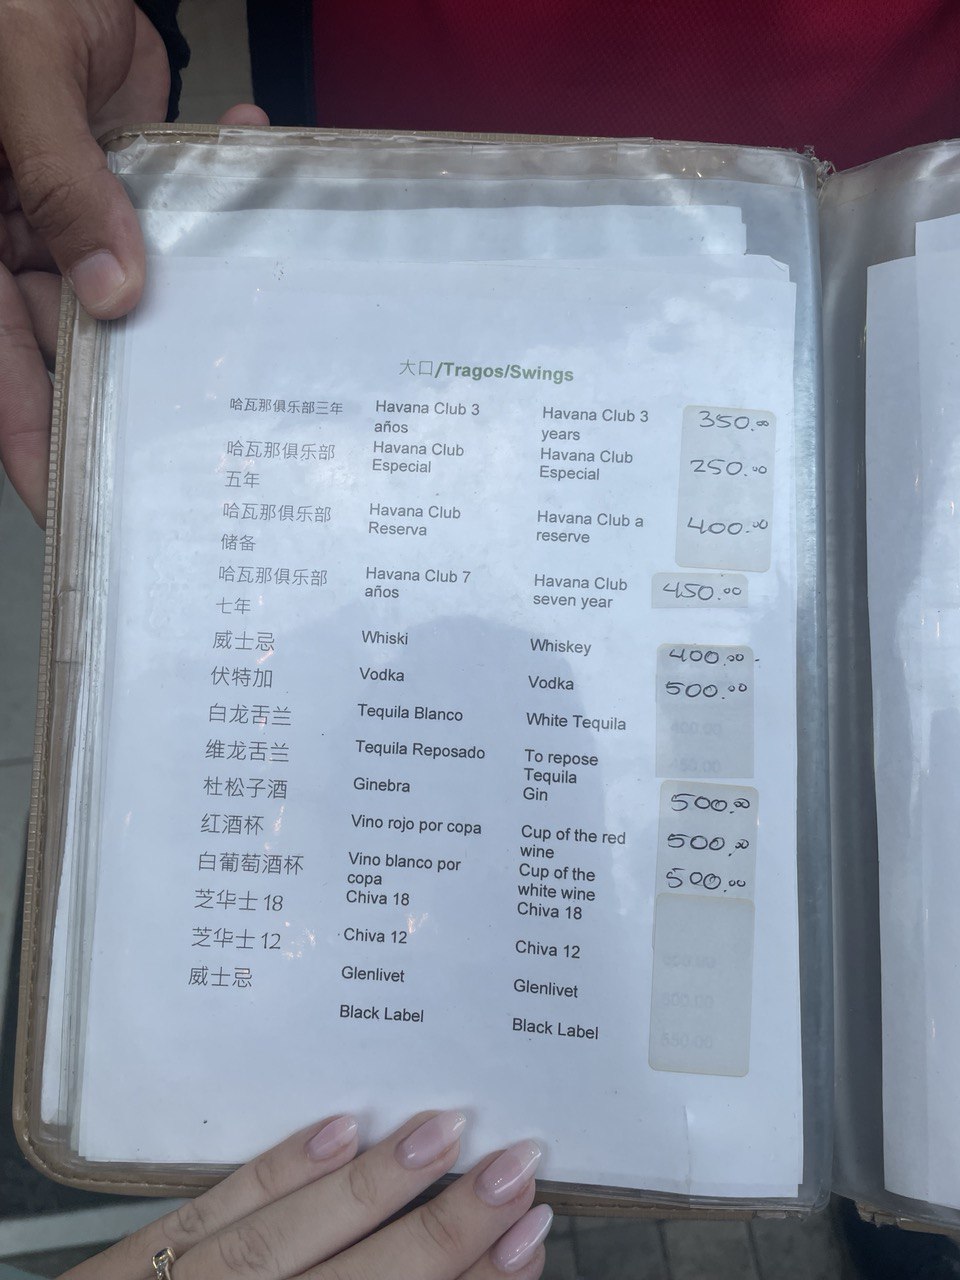 大口/Tragos/Swings
哈瓦那俱乐部三年 Havana Club 3 años Havana Club 3 years 350.00
哈瓦那俱乐部五年 Havana Club Especial Havana Club Especial 250.00
哈瓦那俱乐部储备 Havana Club Reserva Havana Club a reserve 400.00
哈瓦那俱乐部七年 Havana Club 7 años Havana Club seven year 450.00
威士忌 Whiski Whiskey 400.00
伏特加 Vodka Vodka 500.00
白龙舌兰 Tequila Blanco White Tequila
维龙舌兰 Tequila Reposado To repose Tequila
杜松子酒 Ginebra Gin 500.00
红酒杯 Vino rojo por copa Cup of the red wine 500.00
白葡萄酒杯 Vino blanco por copa Cup of the white wine 500.00
芝华士 18 Chiva 18 Chiva 18
芝华士 12 Chiva 12 Chiva 12
威士忌 Glenlivet Glenlivet
Black Label Black Label